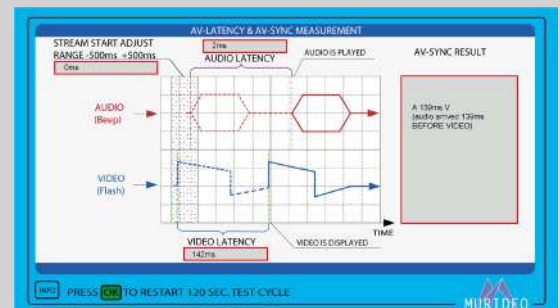 AV-LATENCY & AV-SYNC MEASUREMENT
STREAM START ADJUST
RANGE -500ms +500ms
0ms
2ms
AUDIO LATENCY
AUDIO IS PLAYED
AV-SYNC RESULT
AUDIO
(Beep)
A 139ms V
(audio arrived 139ms
BEFORE VIDEO)
VIDEO
(Flash)
TIME
VIDEO LATENCY
VIDEO IS DISPLAYED
142ms
INFO PRESS OK TO RESTART 120 SEC. TEST CYCLE
MURIDEO